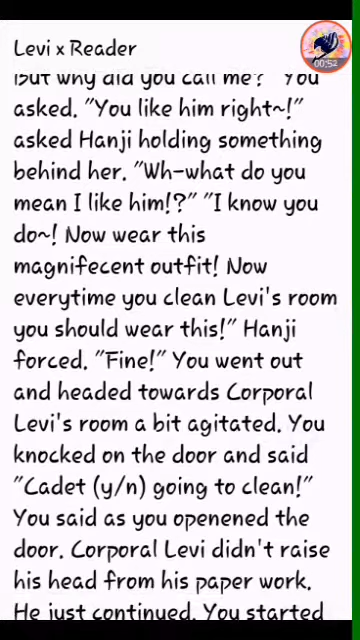 Levi x Reader
00:52
but why did you call me?" You
asked. "You like him right~!"
asked Hanji holding something
behind her. "Wh-what do you
mean I like him!?" "I know you
do~! Now wear this
magnifecent outfit! Now
everytime you clean Levi's room
you should wear this!" Hanji
forced. "Fine!" You went out
and headed towards Corporal
Levi's room a bit agitated. You
knocked on the door and said
"Cadet (y/n) going to clean!"
You said as you openened the
door. Corporal Levi didn't raise
his head from his paper work.
He just continued. You started